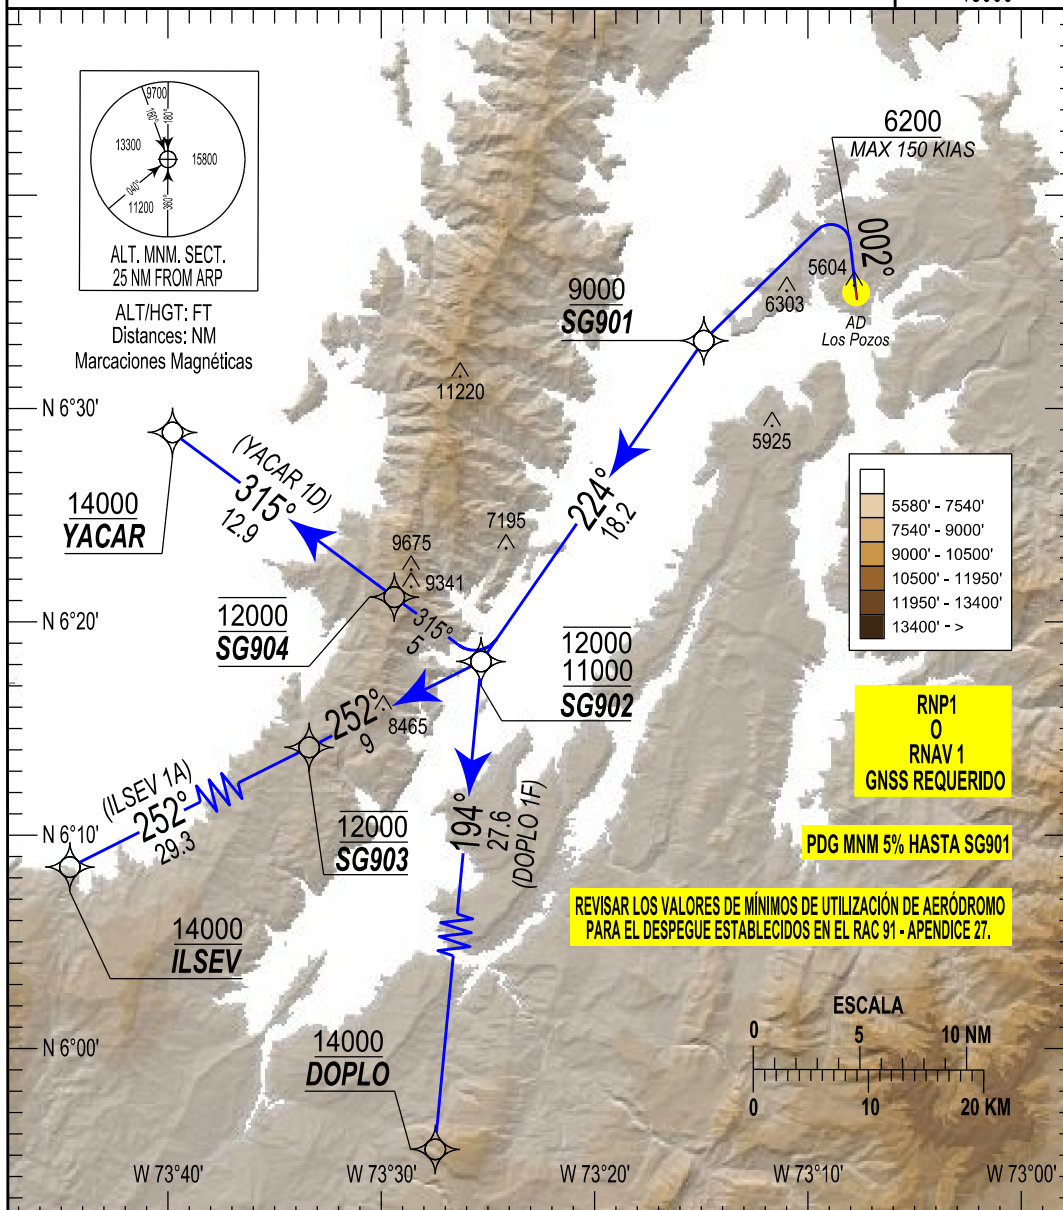 9700
180°
160°
13300
15800
040°
11200
360°
ALT. MNM. SECT.
25 NM FROM ARP
ALT/HGT: FT
Distances: NM
Marcaciones Magnéticas
6200
MAX 150 KIAS
002°
5604
6303
AD
Los Pozos
9000
SG901
11220
5925
N 6°30'
(YACAR 1D)
315°
12.9
14000
YACAR
224°
18.2
7195
9675
9341
5580' - 7540'
7540' - 9000'
9000' - 10500'
10500' - 11950'
11950' - 13400'
13400' - >
N 6°20'
12000
SG904
315°
5
12000
11000
SG902
252°
9
8465
RNP1
O
RNAV 1
GNSS REQUERIDO
(ILSEV 1A)
252°
29.3
12000
SG903
194°
27.6
(DOPLO 1F)
N 6°10'
PDG MNM 5% HASTA SG901
REVISAR LOS VALORES DE MÍNIMOS DE UTILIZACIÓN DE AERÓDROMO
PARA EL DESPEGUE ESTABLECIDOS EN EL RAC 91 - APENDICE 27.
14000
ILSEV
N 6°00'
14000
DOPLO
ESCALA
0 5 10 NM
0 10 20 KM
W 73°40' W 73°30' W 73°20' W 73°10' W 73°00'